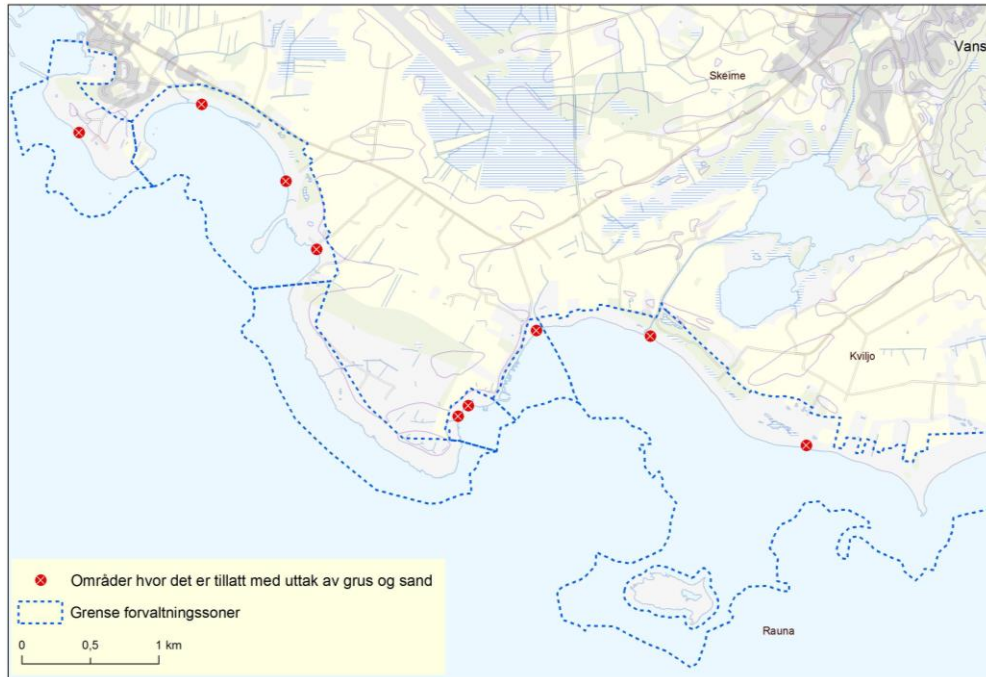 Vans
Skeime
Kviljo
Områder hvor det er tillatt med uttak av grus og sand
Grense forvaltningssoner
0 0,5 1 km
Rauna